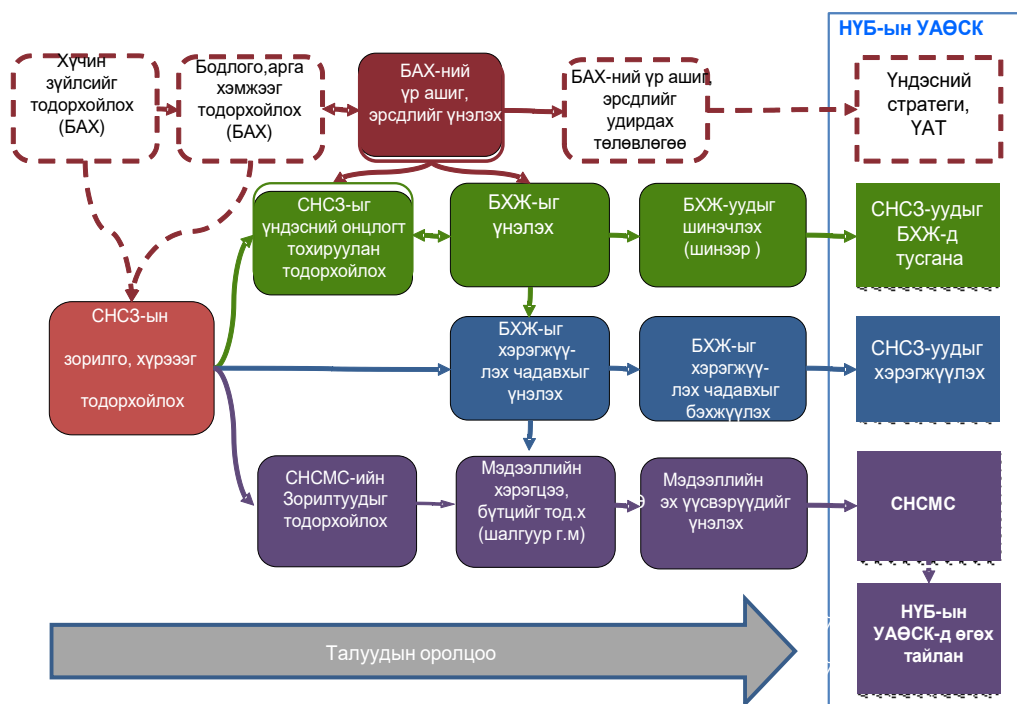 НҮБ-ын УАӨСК
Хүчин
зүйлсийг
тодорхойлох
(БАХ)
Бодлого,арга
хэмжээг
тодорхойлох
(БАХ)
БАХ-ний
үр ашиг,
эрсдлийг үнэлэх
БАХ-ний үр ашиг,
эрсдлийг
удирдах
төлөвлөгөө
Үндэсний
стратеги,
ҮАТ
СНСЗ-ыг
үндэсний онцлогт
тохируулан
тодорхойлох
БХЖ-ыг
үнэлэх
БХЖ-уудыг
шинэчлэх
(шинээр )
СНСЗ-уудыг
БХЖ-д
тусгана
СНСЗ-ын
зорилго, хүрээг
тодорхойлох
БХЖ-ыг
хэрэгжүү-
лэх чадавхыг
үнэлэх
БХЖ-ыг
хэрэгжүү-
лэх чадавхыг
бэхжүүлэх
СНСЗ-уудыг
хэрэгжүүлэх
СНСМС-ийн
Зорилтуудыг
тодорхойлох
Мэдээллийн
хэрэгцээ,
бүтцийг тод.х
(шалгуур г.м)
Мэдээллийн
эх үүсвэрүүдийг
үнэлэх
СНСМС
НҮБ-ын
УАӨСК-д өгөх
тайлан
Талуудын оролцоо